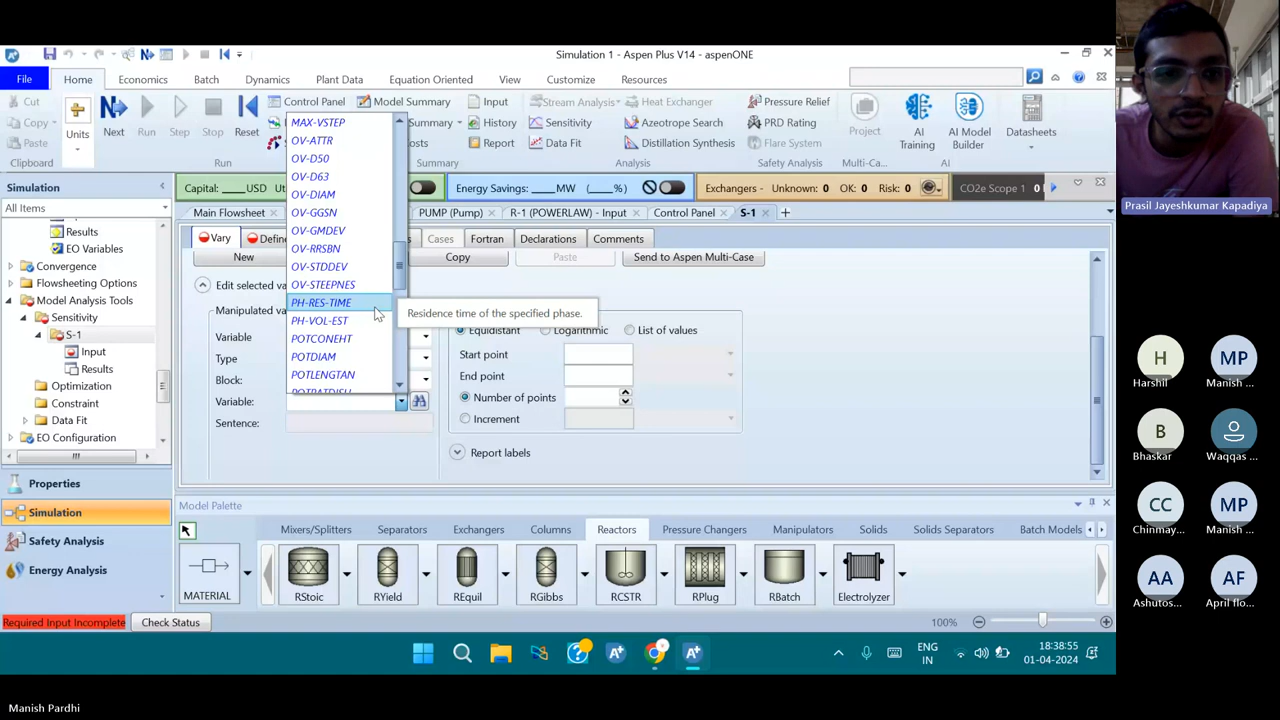 Simulation 1 - Aspen Plus V14 - aspenONE
File
Home
Economics
Batch
Dynamics
Plant Data
Equation Oriented
View
Customize
Resources
Cut
Copy
Paste
Clipboard
Units
Next
Run
Step
Stop
Reset
Run
Control Panel
Model Summary
Input
Summary
History
Report
Summary
Stream Analysis
Heat Exchanger
Sensitivity
Azeotrope Search
Data Fit
Distillation Synthesis
Analysis
Pressure Relief
PRD Rating
Flare System
Safety Analysis
Project
Multi-Ca...
AI Training
AI Model Builder
AI
Datasheets
Simulation
All Items
Capital: ____USD
Energy Savings: ____ MW (____%)
Exchangers - Unknown: 0 OK: 0 Risk: 0
CO2e Scope 1 0
Main Flowsheet
PUMP (Pump)
R-1 (POWERLAW) - Input
Control Panel
S-1
Results
EO Variables
Convergence
Flowsheeting Options
Model Analysis Tools
Sensitivity
S-1
Input
Results
Optimization
Constraint
Data Fit
EO Configuration
Properties
Simulation
Safety Analysis
Energy Analysis
Vary
Define
Cases
Fortran
Declarations
Comments
New
Copy
Paste
Send to Aspen Multi-Case
Edit selected va
Manipulated va
Variable
Type
Block:
Variable:
Sentence:
MAX-VSTEP
OV-ATTR
OV-D50
OV-D63
OV-DIAM
OV-GGSN
OV-GMDEV
OV-RRSBN
OV-STDDEV
OV-STEEPNES
PH-RES-TIME
PH-VOL-EST
POTCONEHT
POTDIAM
POTLENGTAN
Residence time of the specified phase.
Equidistant
Logarithmic
List of values
Start point
End point
Number of points
Increment
Report labels
Model Palette
Mixers/Splitters
Separators
Exchangers
Columns
Reactors
Pressure Changers
Manipulators
Solids
Solids Separators
Batch Models
MATERIAL
RStoic
RYield
REquil
RGibbs
RCSTR
RPlug
RBatch
Electrolyzer
Required Input Incomplete
Check Status
100%
ENG
IN
18:38:55
01-04-2024
Prasil Jayeshkumar Kapadiya
H
Harshil
MP
Manish ...
B
Bhaskar
Waqqas ...
CC
Chinmay...
MP
Manish ...
AA
Ashutos...
AF
April flo...
Manish Pardhi